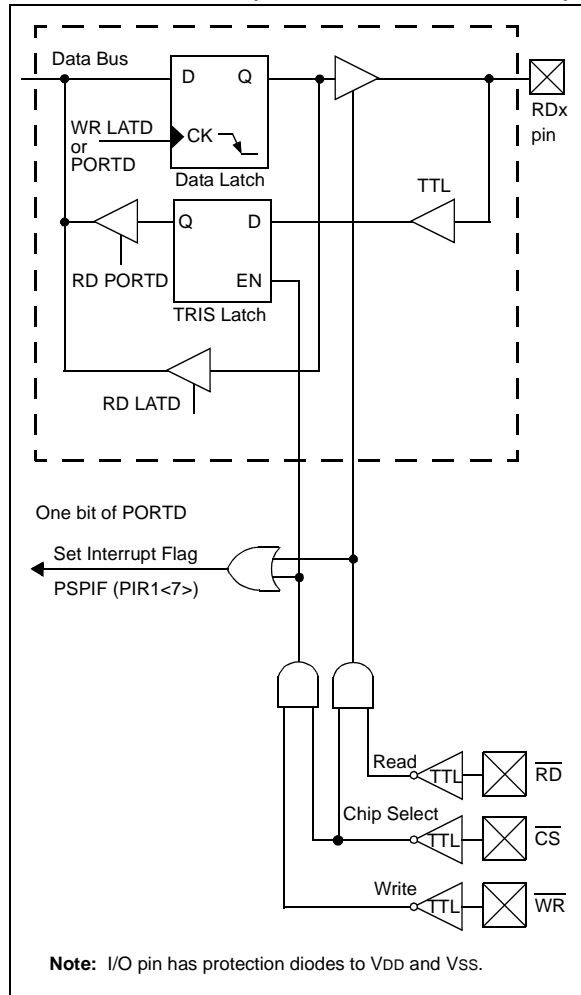 Data Bus
D Q
WR LATD
or
PORTD
CK
Data Latch
RDx
pin
TTL
Q D
RD PORTD
EN
TRIS Latch
RD LATD
One bit of PORTD
Set Interrupt Flag
PSPIF (PIR1<7>)
Read
TTL
RD
Chip Select
TTL
CS
Write
TTL
WR
Note: I/O pin has protection diodes to VDD and VSS.